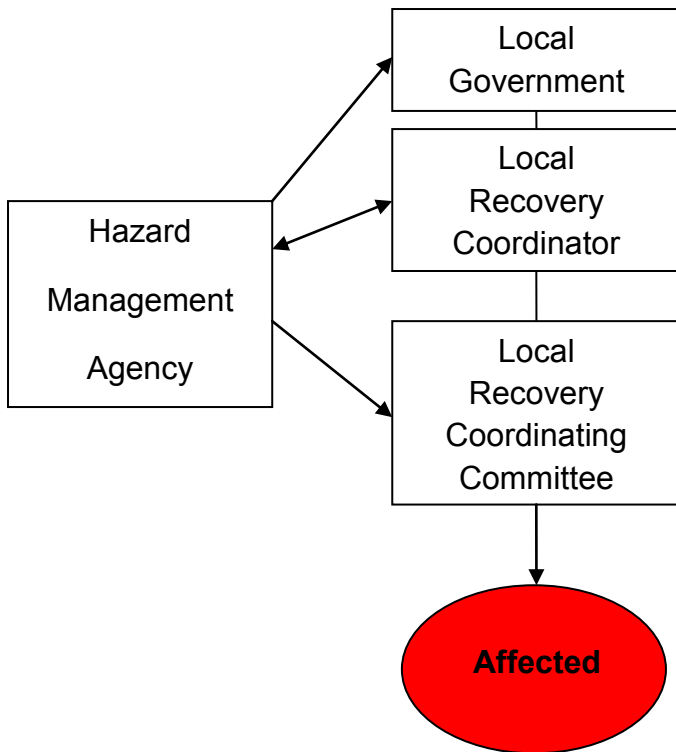 Local
Government
Local
Recovery
Coordinator
Hazard
Management
Agency
Local
Recovery
Coordinating
Committee
Affected